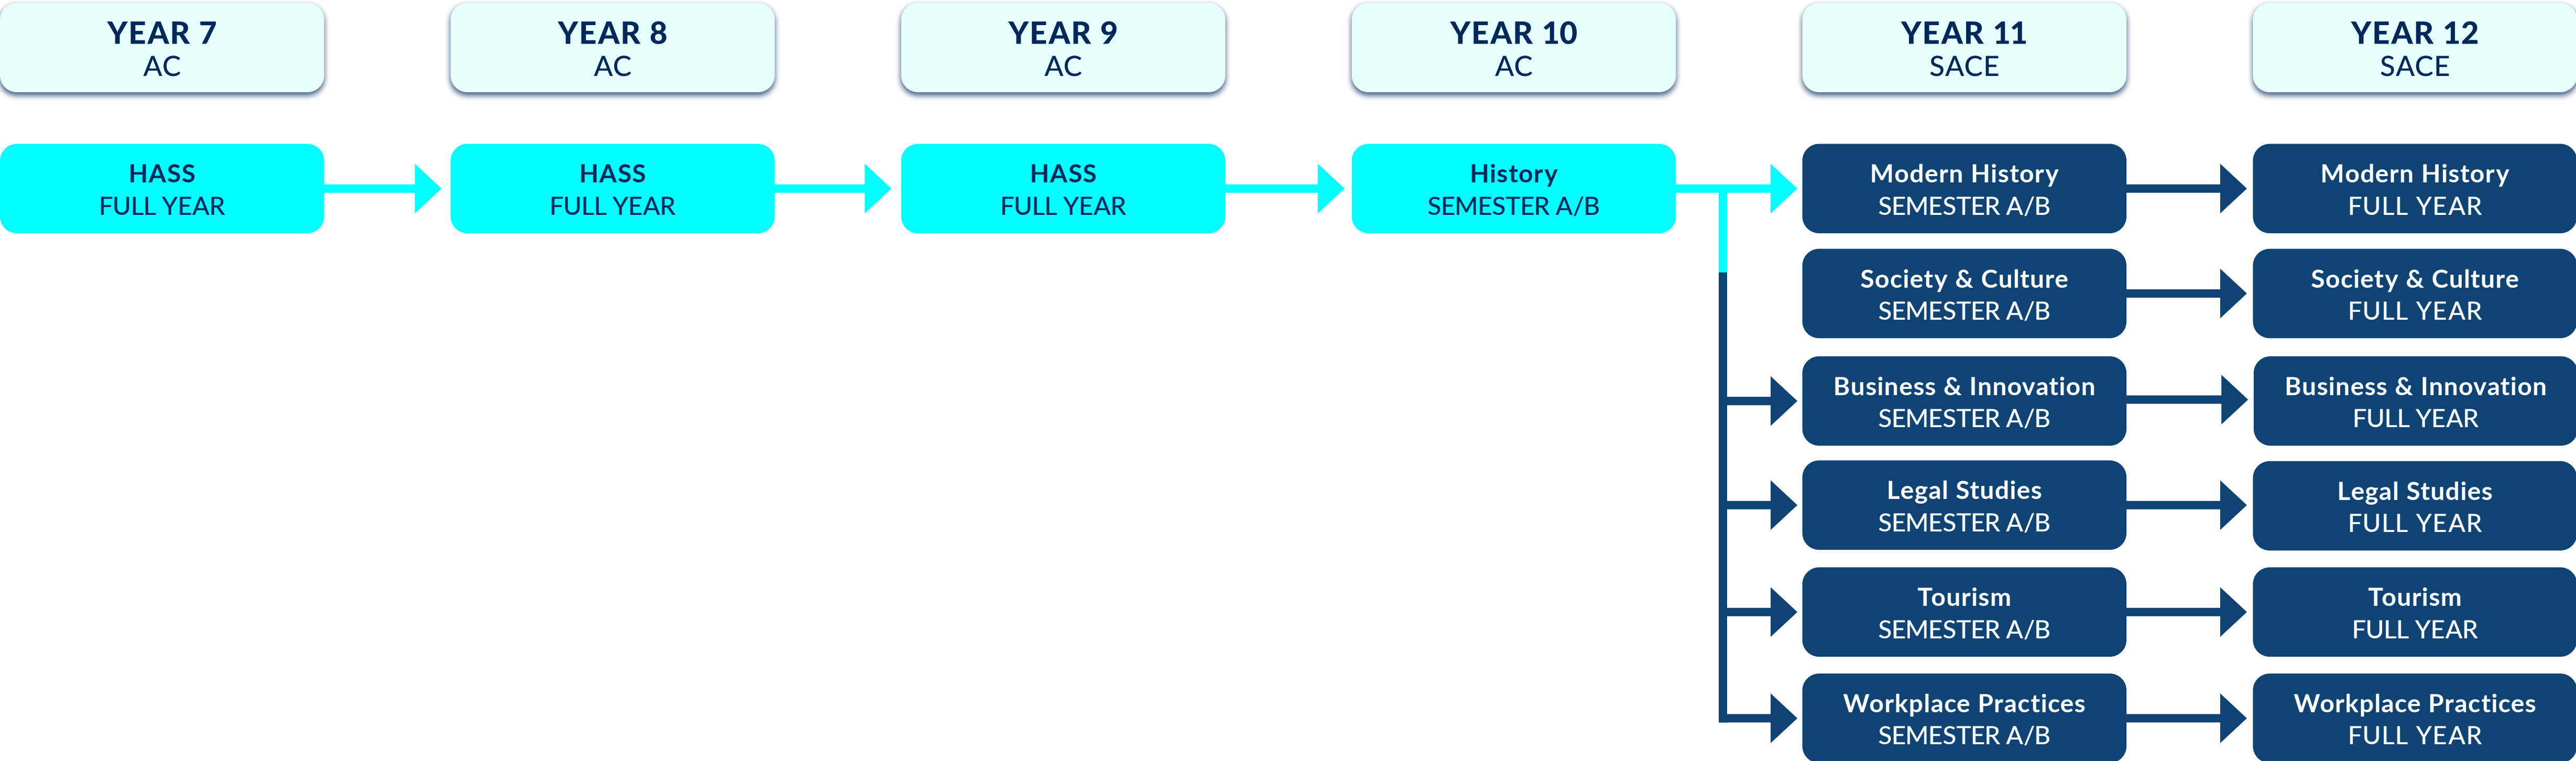 YEAR 7
AC
YEAR 8
AC
YEAR 9
AC
YEAR 10
AC
YEAR 11
SACE
YEAR 12
SACE
HASS
FULL YEAR
HASS
FULL YEAR
HASS
FULL YEAR
History
SEMESTER A/B
Modern History
SEMESTER A/B
Modern History
FULL YEAR
Society & Culture
SEMESTER A/B
Society & Culture
FULL YEAR
Business & Innovation
SEMESTER A/B
Business & Innovation
FULL YEAR
Legal Studies
SEMESTER A/B
Legal Studies
FULL YEAR
Tourism
SEMESTER A/B
Tourism
FULL YEAR
Workplace Practices
SEMESTER A/B
Workplace Practices
FULL YEAR